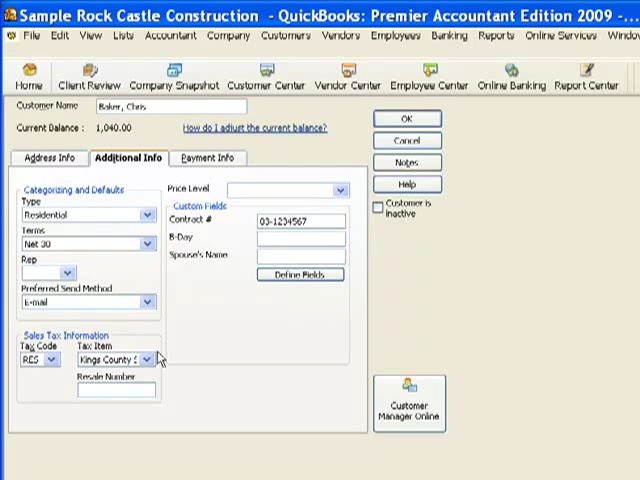 Sample Rock Castle Construction - QuickBooks: Premier Accountant Edition 2009 -...
File Edit View Lists Accountant Company Customers Vendors Employees Banking Reports Online Services Window
Home Client Review Company Snapshot Customer Center Vendor Center Employee Center Online Banking Report Center
Customer Name Baker, Chris
Current Balance : 1,040.00 How do I adjust the current balance?
OK
Cancel
Notes
Help
Customer is
inactive
Address Info Additional Info Payment Info
Categorizing and Defaults
Type
Residential
Terms
Net 30
Rep
Preferred Send Method
E-mail
Price Level
Custom Fields
Contract # 03-1234567
B-Day
Spouse's Name
Define Fields
Sales Tax Information
Tax Code Tax Item
RES Kings County
Resale Number
Customer
Manager Online